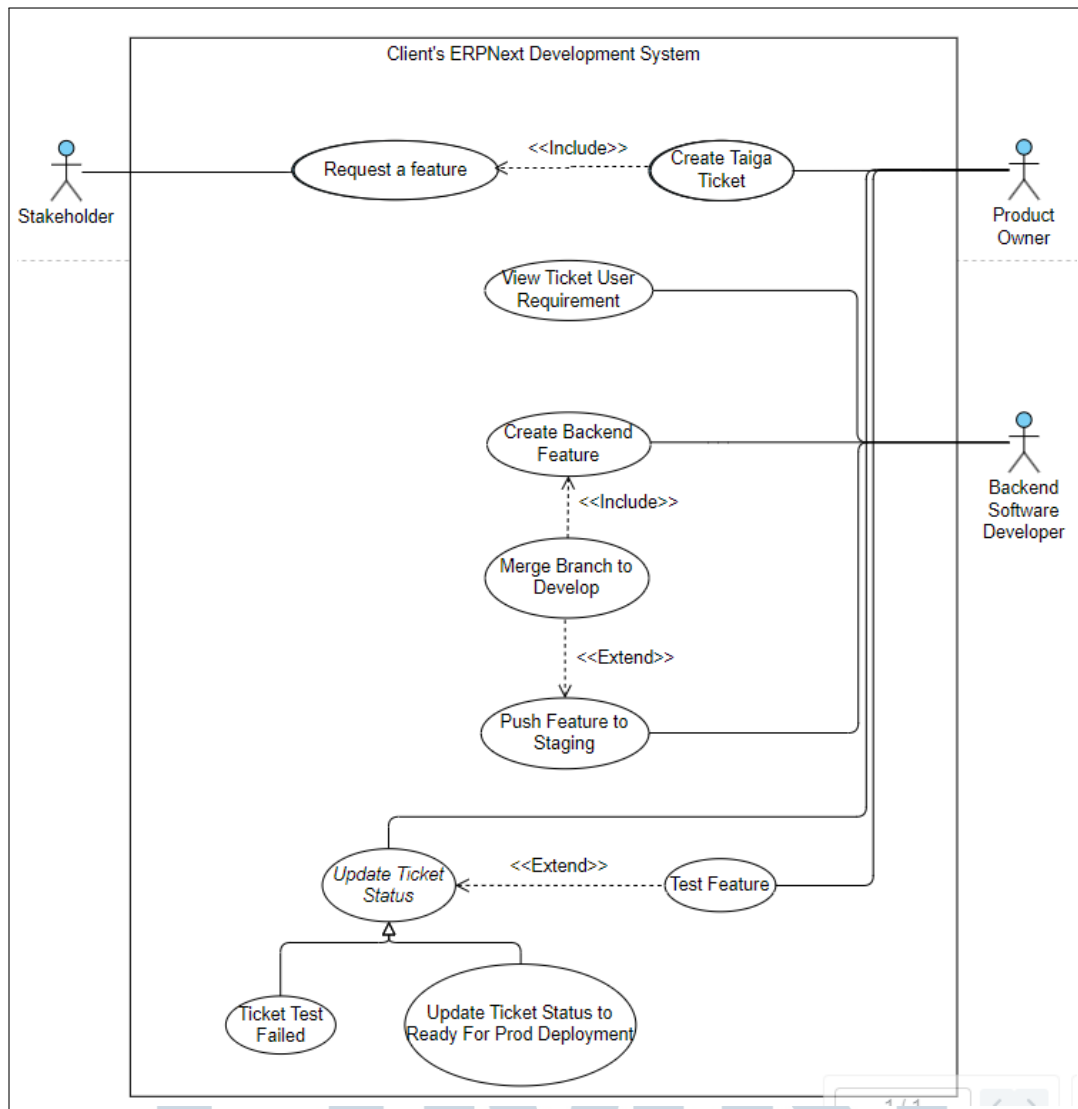 Client's ERPNext Development System
<<Include>>
Request a feature
Create Taiga
Ticket
Stakeholder
Product
Owner
View Ticket User
Requirement
Create Backend
Feature
<<Include>>
Backend
Software
Developer
Merge Branch to
Develop
<<Extend>>
Push Feature to
Staging
<<Extend>>
Update Ticket
Status
Test Feature
Ticket Test
Failed
Update Ticket Status to
Ready For Prod Deployment
1 / 1